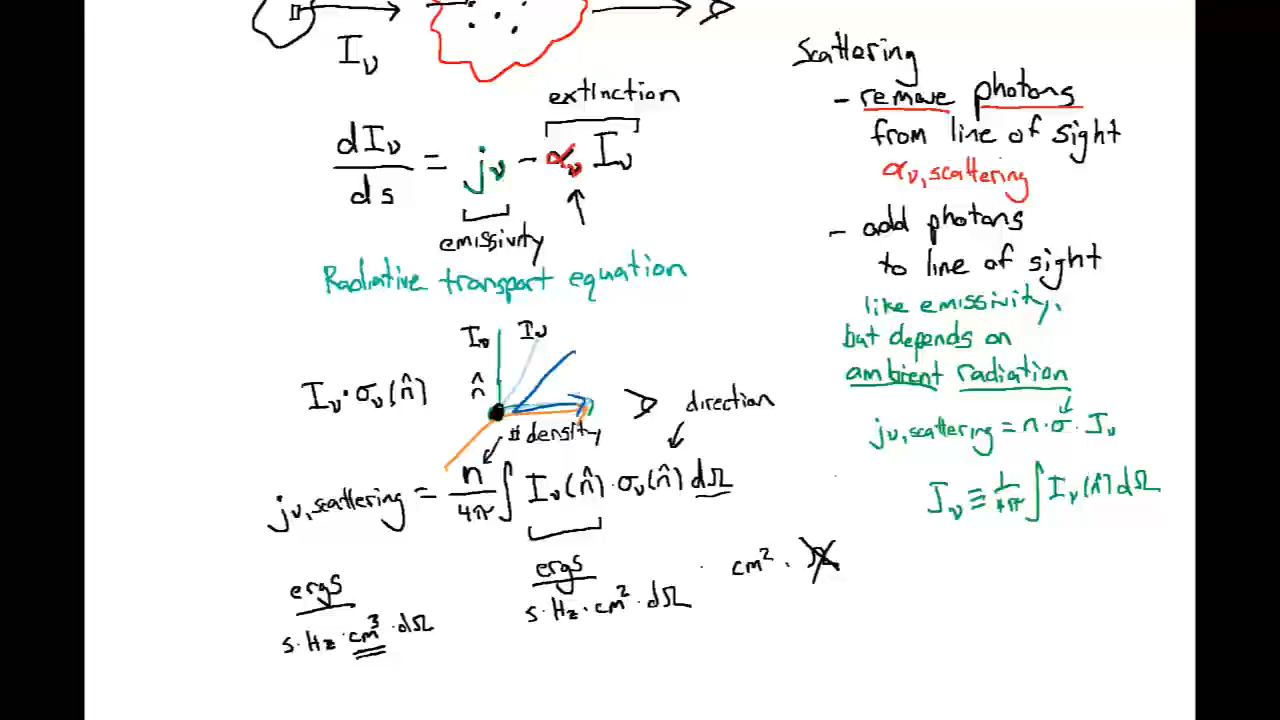 I_ν
extinction
dI_ν/ds = j_ν - α_ν I_ν
emissivity
Radiative transport equation
I_ν I_ν
n̂
I_ν · σ_ν(n̂)
direction
# density
j_ν,scattering = n/4π ∫ I_ν(n̂) · σ_ν(n̂) dΩ
ergs / s · Hz · cm³ · dΩ
ergs / s · Hz · cm² · dΩ · cm² ·
Scattering
- remove photons
from line of sight
α_ν,scattering
- add photons
to line of sight
like emissivity,
but depends on
ambient radiation
j_ν,scattering = n · σ · J_ν
J_ν ≡ 1/4π ∫ I_ν(n̂) dΩ